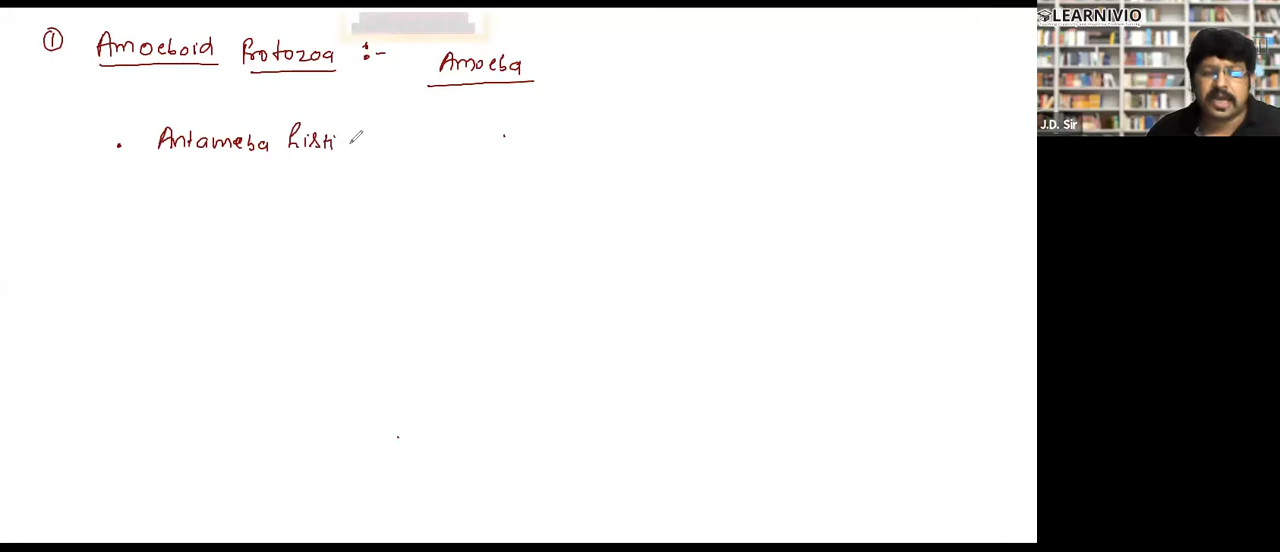 ① Amoeboid Protozoa :-
Amoeba
. Antameba histi
LEARNIVIO
J.D. Sir